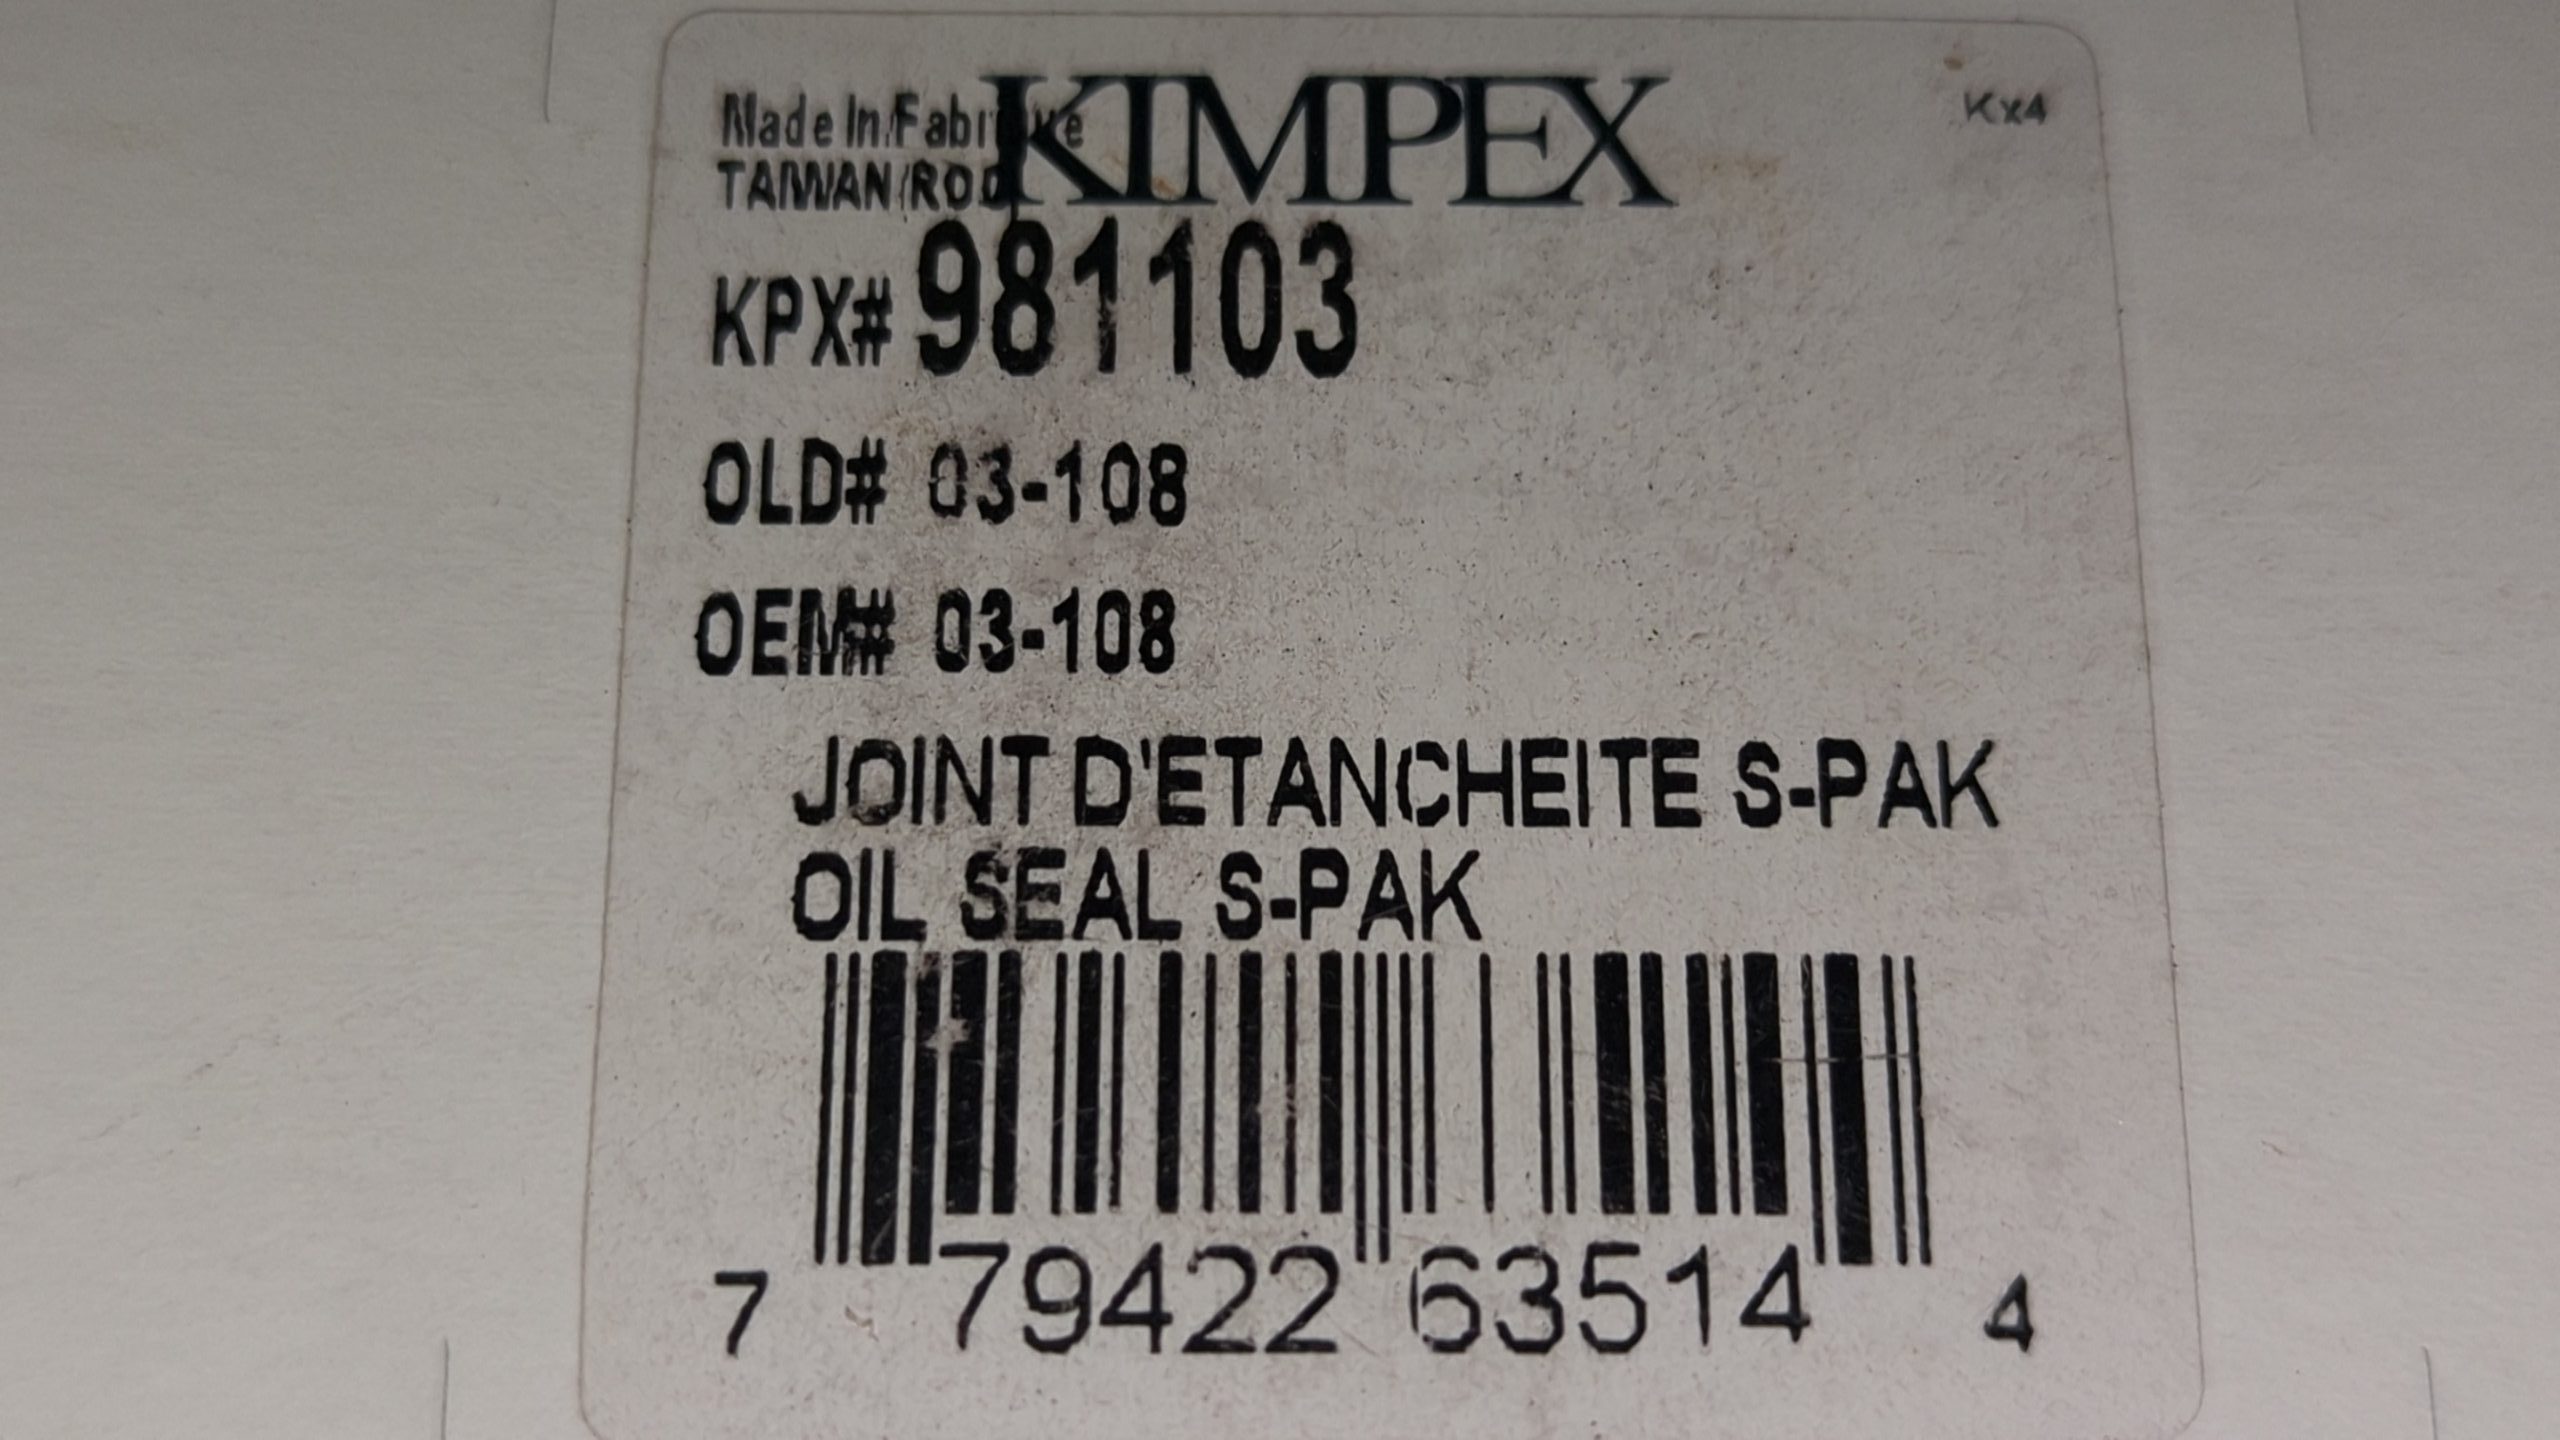 KIMPEX
Kx4
Made In/Fabrique
TAIWAN (ROC)
KPX# 981103
OLD# 03-108
OEM# 03-108
JOINT D'ETANCHEITE S-PAK
OIL SEAL S-PAK
7 79422 63514 4